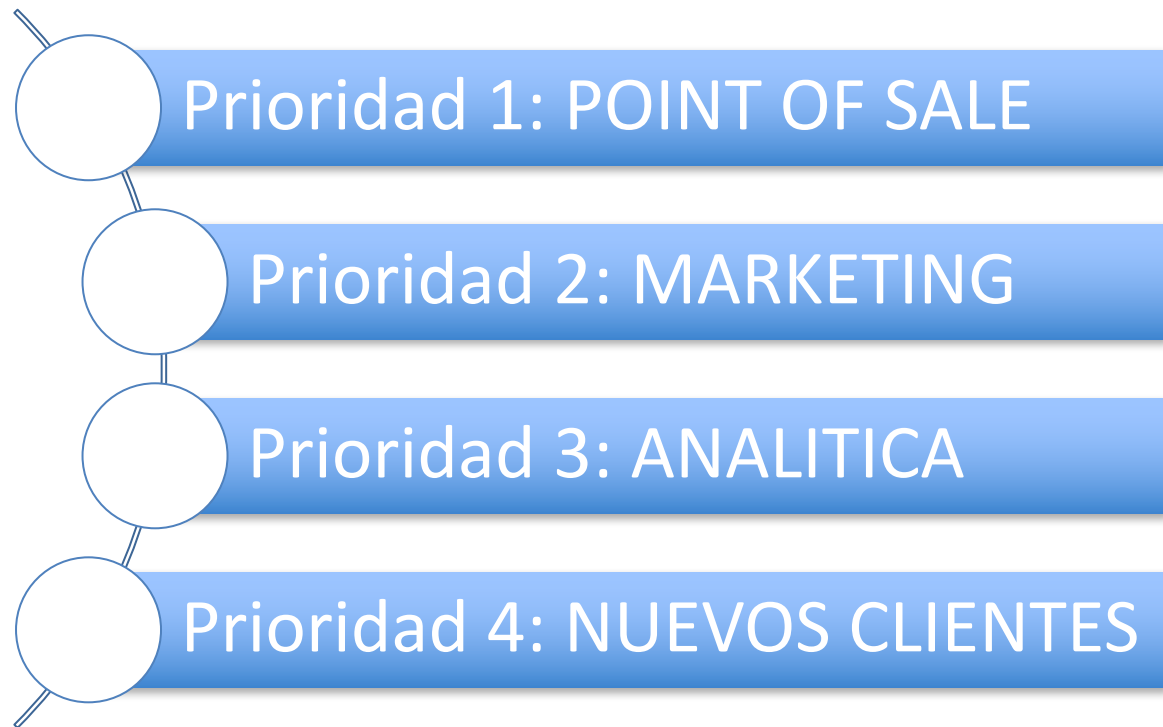 Prioridad 1: POINT OF SALE
Prioridad 2: MARKETING
Prioridad 3: ANALITICA
Prioridad 4: NUEVOS CLIENTES